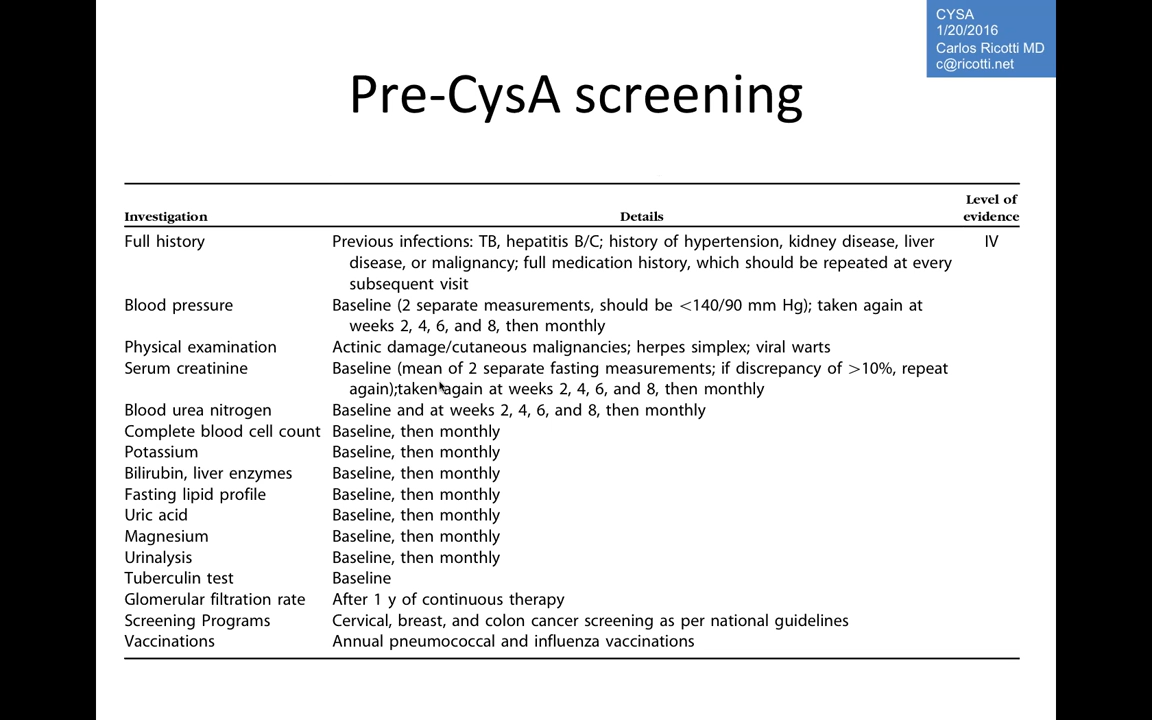 CYSA
1/20/2016
Carlos Ricotti MD
c@ricotti.net
Pre-CysA screening
Investigation Details Level of evidence
Full history Previous infections: TB, hepatitis B/C; history of hypertension, kidney disease, liver IV
disease, or malignancy; full medication history, which should be repeated at every
subsequent visit
Blood pressure Baseline (2 separate measurements, should be <140/90 mm Hg); taken again at
weeks 2, 4, 6, and 8, then monthly
Physical examination Actinic damage/cutaneous malignancies; herpes simplex; viral warts
Serum creatinine Baseline (mean of 2 separate fasting measurements; if discrepancy of >10%, repeat
again);taken again at weeks 2, 4, 6, and 8, then monthly
Blood urea nitrogen Baseline and at weeks 2, 4, 6, and 8, then monthly
Complete blood cell count Baseline, then monthly
Potassium Baseline, then monthly
Bilirubin, liver enzymes Baseline, then monthly
Fasting lipid profile Baseline, then monthly
Uric acid Baseline, then monthly
Magnesium Baseline, then monthly
Urinalysis Baseline, then monthly
Tuberculin test Baseline
Glomerular filtration rate After 1 y of continuous therapy
Screening Programs Cervical, breast, and colon cancer screening as per national guidelines
Vaccinations Annual pneumococcal and influenza vaccinations